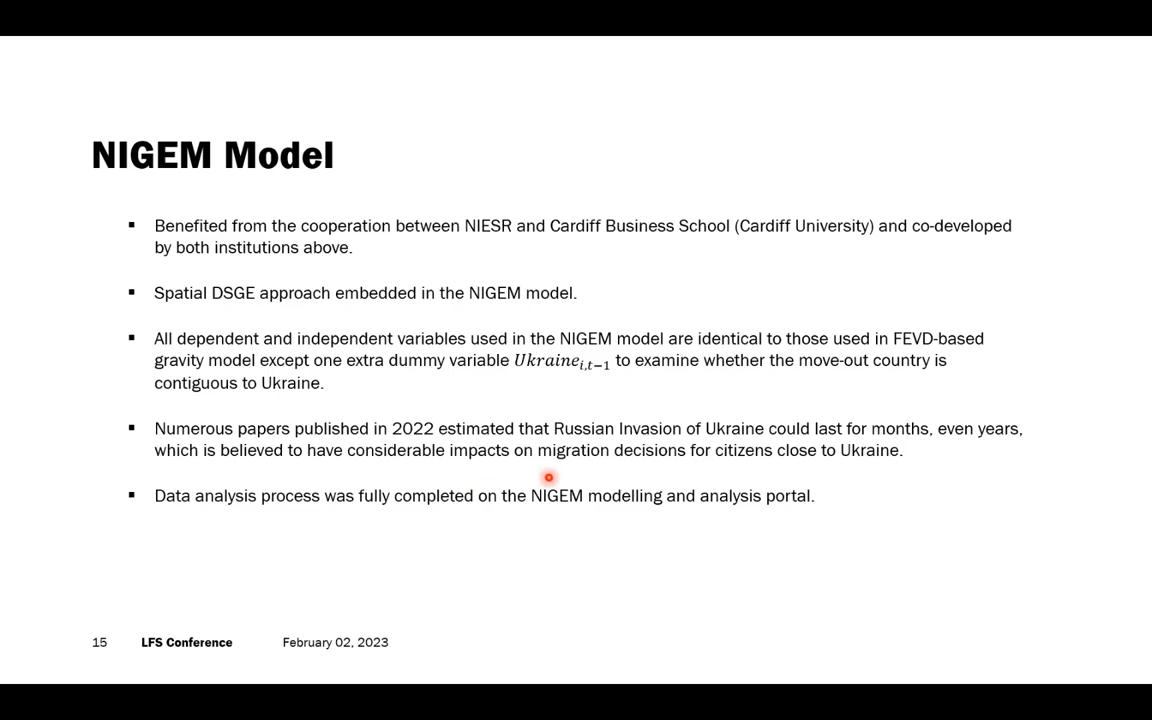 NIGEM Model
▪ Benefited from the cooperation between NIESR and Cardiff Business School (Cardiff University) and co-developed
by both institutions above.
▪ Spatial DSGE approach embedded in the NIGEM model.
▪ All dependent and independent variables used in the NIGEM model are identical to those used in FEVD-based
gravity model except one extra dummy variable Ukraine_{i,t−1} to examine whether the move-out country is
contiguous to Ukraine.
▪ Numerous papers published in 2022 estimated that Russian Invasion of Ukraine could last for months, even years,
which is believed to have considerable impacts on migration decisions for citizens close to Ukraine.
▪ Data analysis process was fully completed on the NIGEM modelling and analysis portal.
15 LFS Conference February 02, 2023